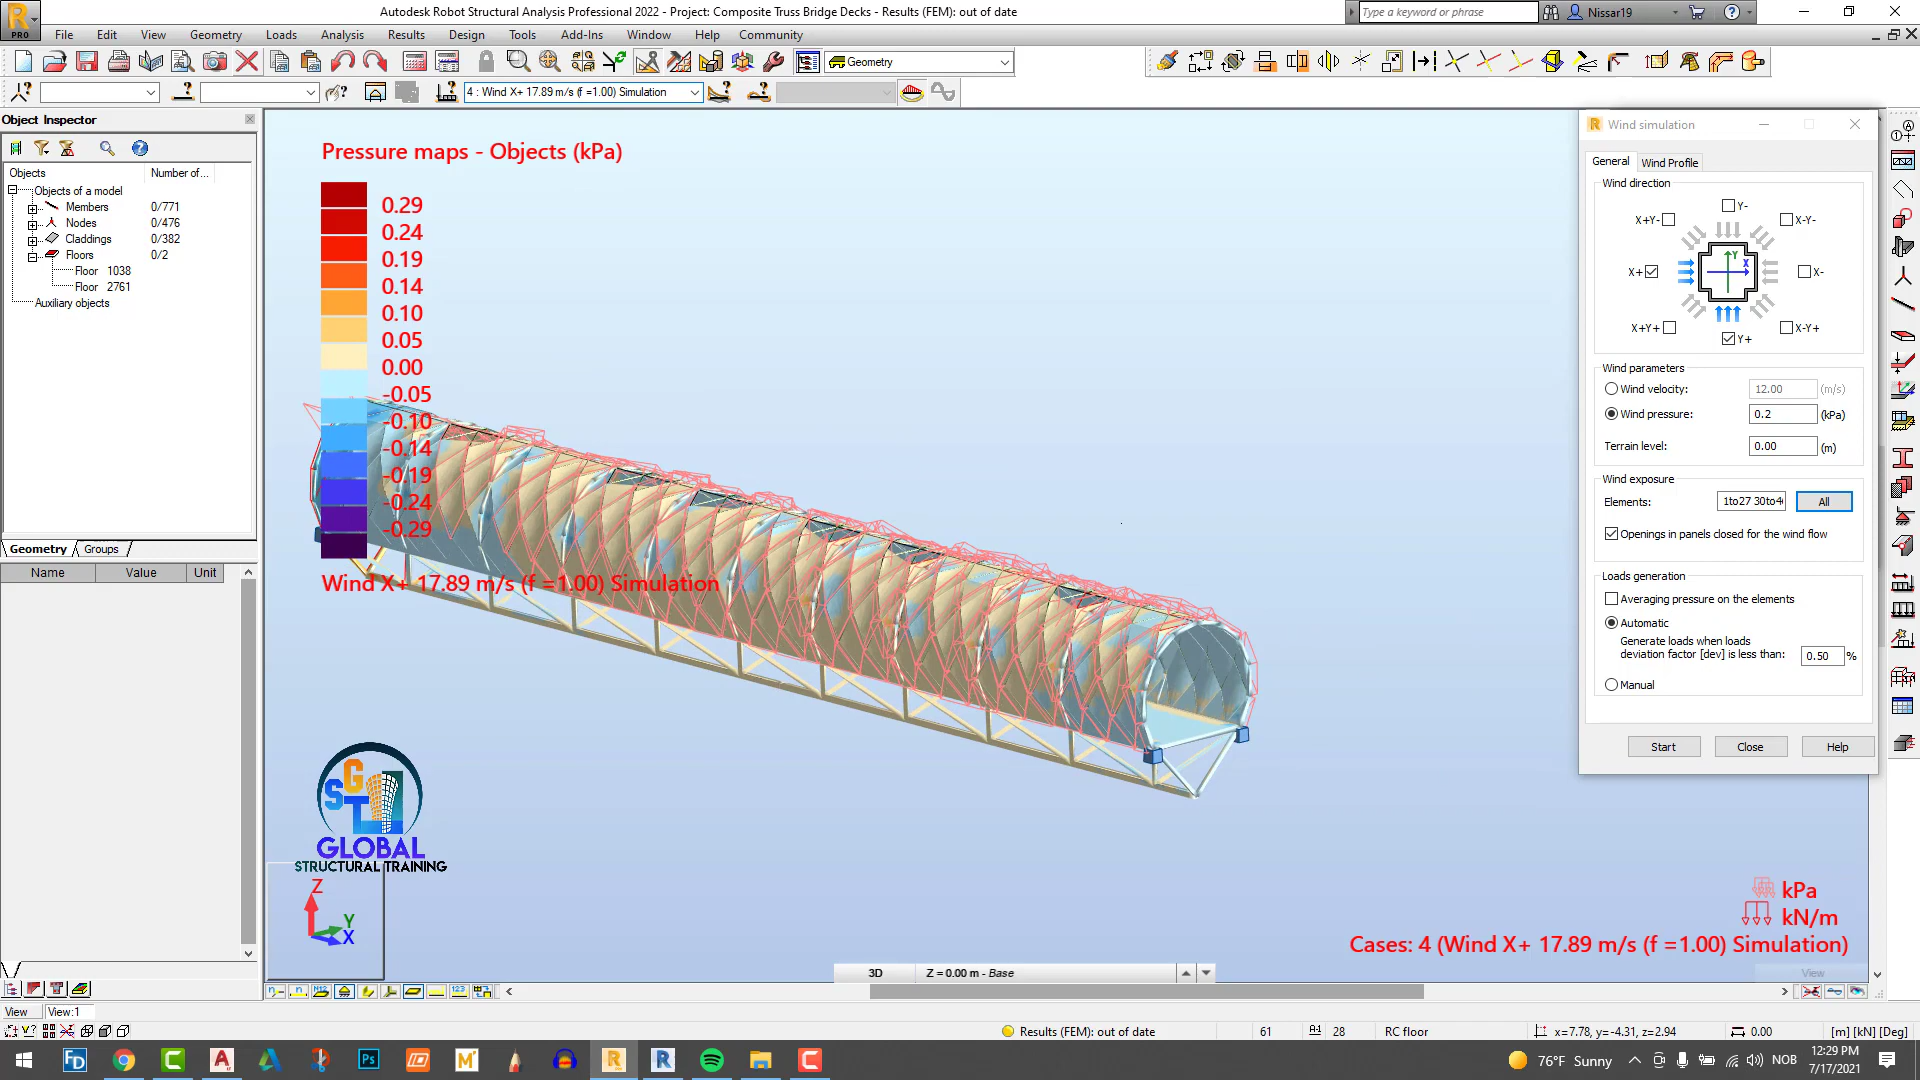 Autodesk Robot Structural Analysis Professional 2022 - Project: Composite Truss Bridge Decks - Results (FEM): out of date
Type a keyword or phrase
Nissar19
PRO
File Edit View Geometry Loads Analysis Results Design Tools Add-Ins Window Help Community
Geometry
4 : Wind X+ 17.89 m/s (f =1.00) Simulation
Object Inspector
Objects Number of...
Objects of a model
Members 0/771
Nodes 0/476
Claddings 0/382
Floors 0/2
Floor 1038
Floor 2761
Auxiliary objects
Geometry Groups
Name Value Unit
Pressure maps - Objects (kPa)
0.29
0.24
0.19
0.14
0.10
0.05
0.00
-0.05
-0.10
-0.14
-0.19
-0.24
-0.29
Wind X+ 17.89 m/s (f =1.00) Simulation
SGT
GLOBAL
STRUCTURAL TRAINING
Z
Y
X
Wind simulation
General Wind Profile
Wind direction
Y-
X+Y- X-Y-
X+ X-
Y
X
X+Y+ X-Y+
Y+
Wind parameters
Wind velocity: 12.00 (m/s)
Wind pressure: 0.2 (kPa)
Terrain level: 0.00 (m)
Wind exposure
Elements: 1to27 30to4 All
Openings in panels closed for the wind flow
Loads generation
Averaging pressure on the elements
Automatic
Generate loads when loads
deviation factor [dev] is less than: 0.50 %
Manual
Start Close Help
kPa
kN/m
Cases: 4 (Wind X+ 17.89 m/s (f =1.00) Simulation)
3D Z = 0.00 m - Base
View
View View:1
Results (FEM): out of date 61 28 RC floor x=7.78, y=-4.31, z=2.94 0.00 [m] [kN] [Deg]
76°F Sunny NOB
12:29 PM
7/17/2021